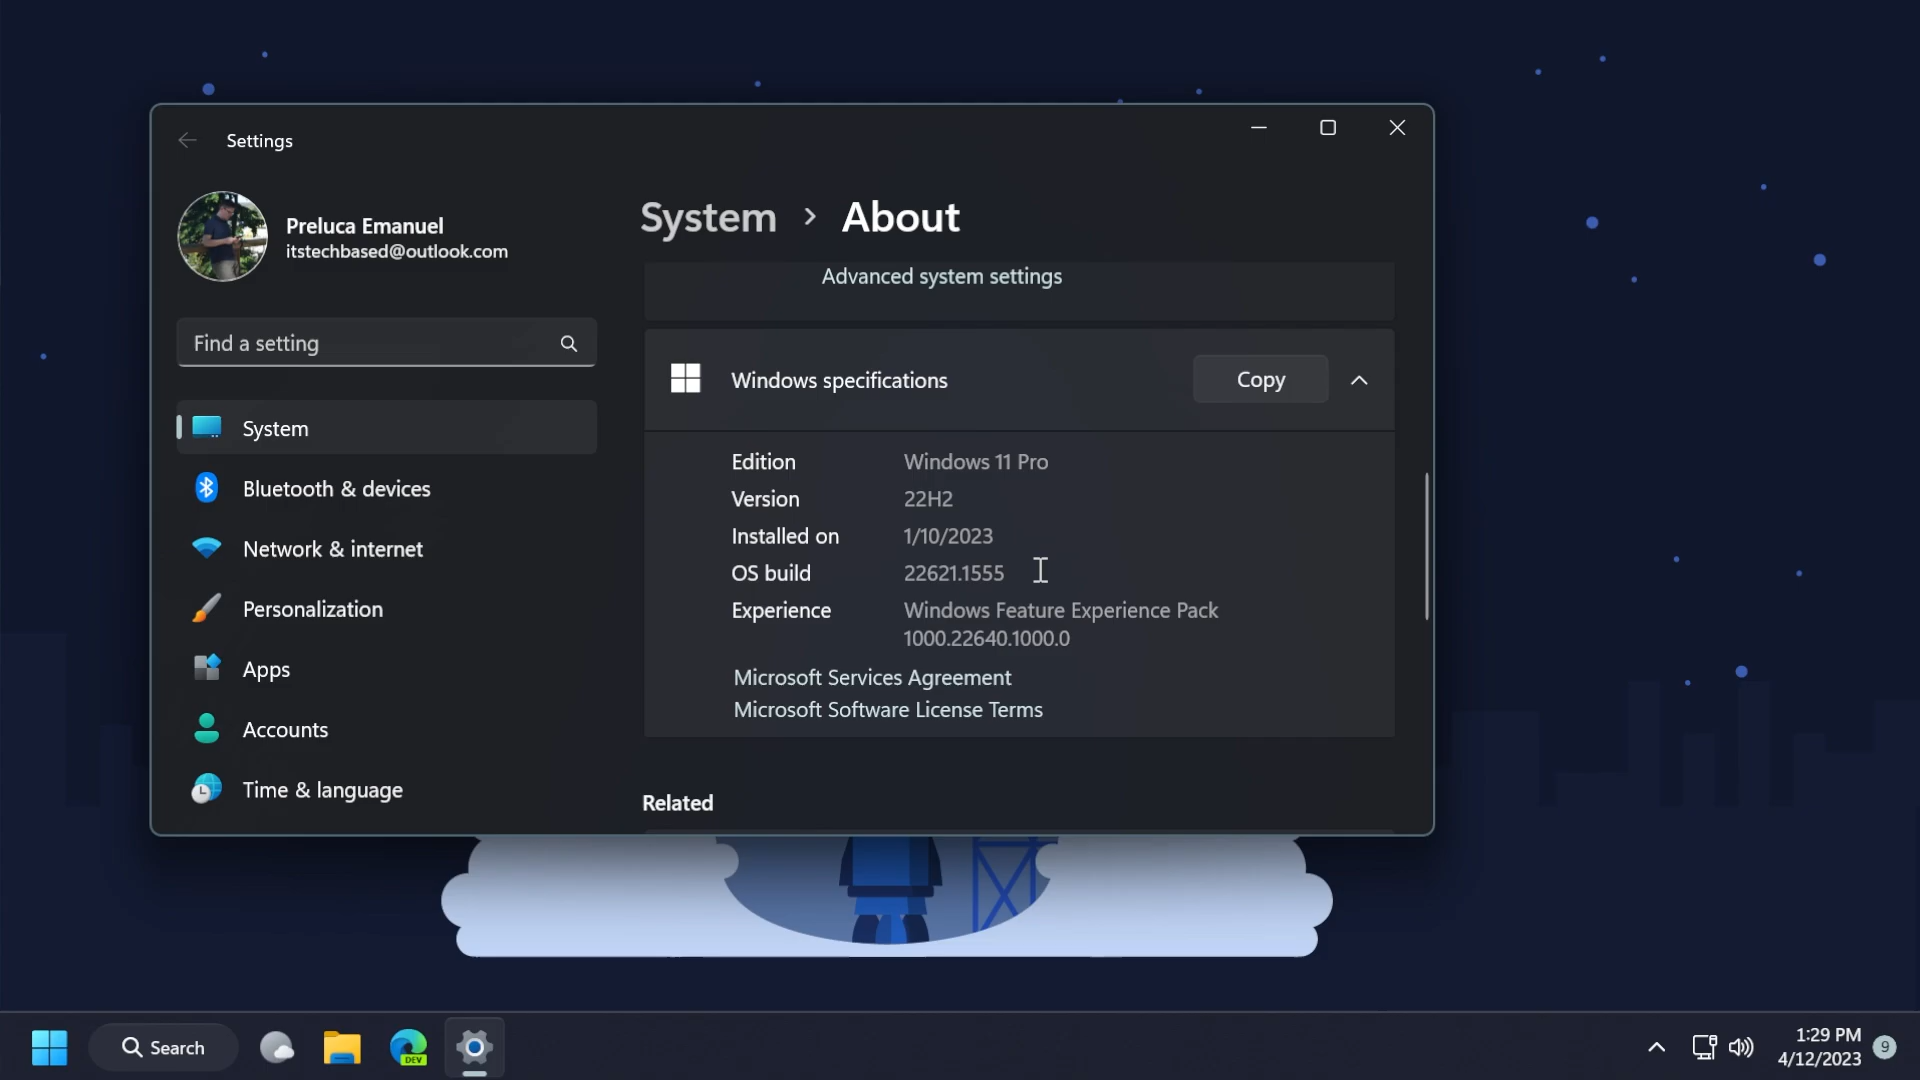 Settings
Preluca Emanuel
itstechbased@outlook.com
Find a setting
System
Bluetooth & devices
Network & internet
Personalization
Apps
Accounts
Time & language
System > About
Advanced system settings
Windows specifications
Copy
Edition Windows 11 Pro
Version 22H2
Installed on 1/10/2023
OS build 22621.1555
Experience Windows Feature Experience Pack
1000.22640.1000.0
Microsoft Services Agreement
Microsoft Software License Terms
Related
Search
DEV
1:29 PM
4/12/2023
9